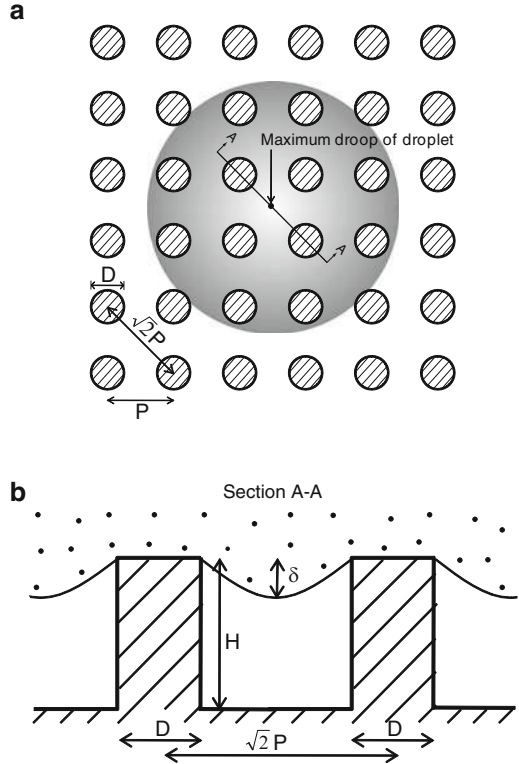 a
A
Maximum droop of droplet
A
D
√2P
P
b
Section A-A
δ
H
D
D
√2 P